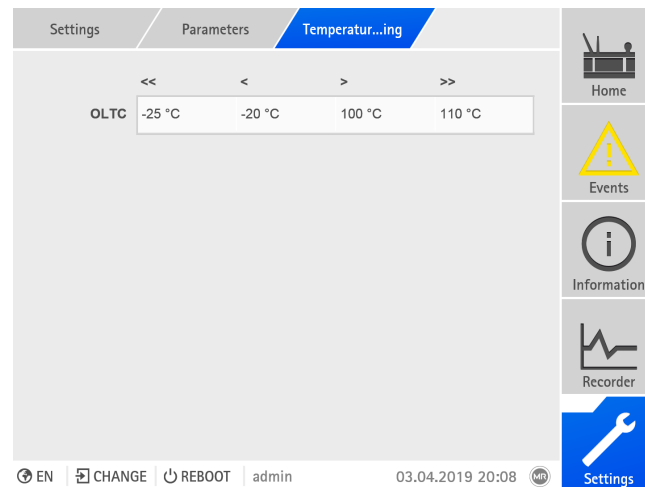 Settings Parameters Temperatur...ing
<< < > >>
OLTC -25 °C -20 °C 100 °C 110 °C
Home
Events
Information
Recorder
Settings
EN CHANGE REBOOT admin 03.04.2019 20:08 MR